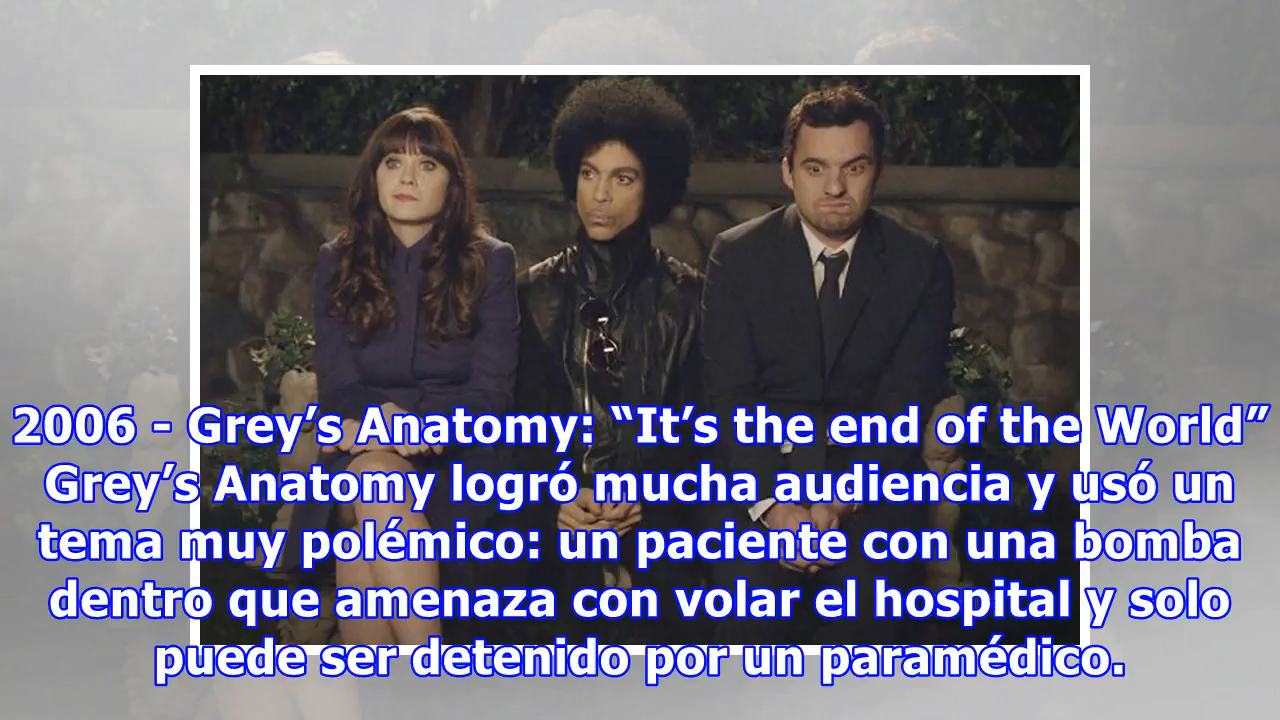 2006 - Grey’s Anatomy: “It’s the end of the World”
Grey’s Anatomy logró mucha audiencia y usó un
tema muy polémico: un paciente con una bomba
dentro que amenaza con volar el hospital y solo
puede ser detenido por un paramédico.